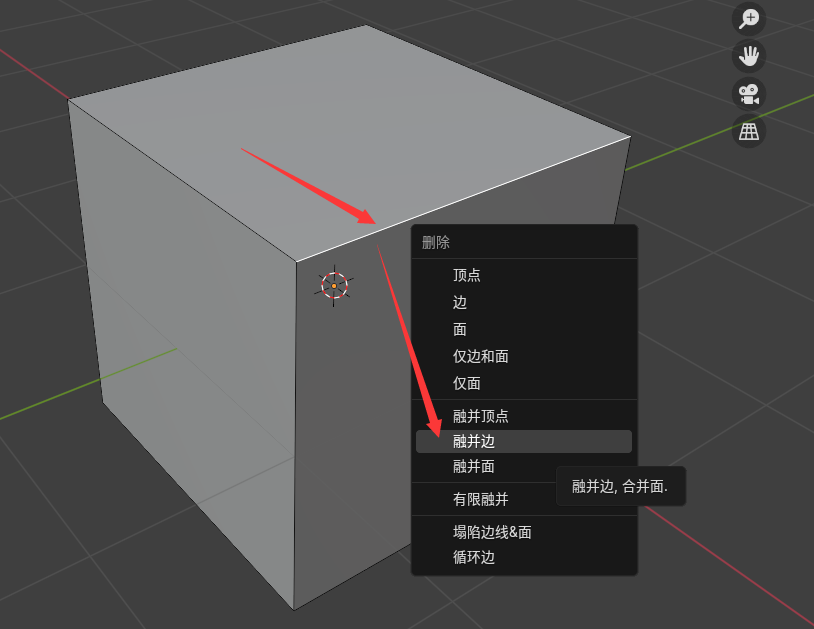 删除
顶点
边
面
仅边和面
仅面
融并顶点
融并边
融并面
有限融并
塌陷边线&面
循环边
融并边, 合并面.